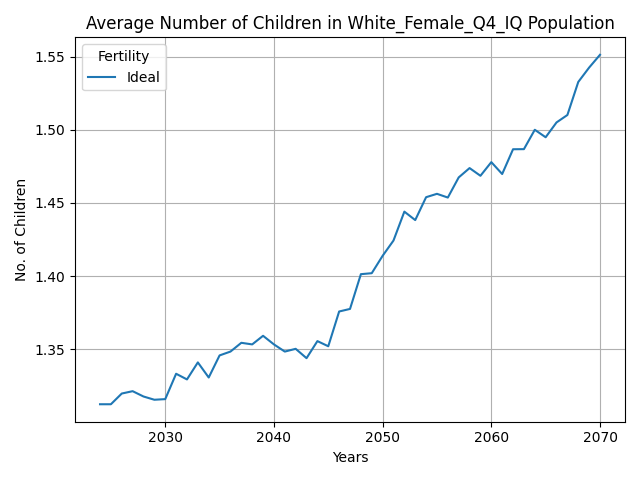 Average Number of Children in White_Female_Q4_IQ Population
Fertility
Ideal
No. of Children
1.55
1.50
1.45
1.40
1.35
2030 2040 2050 2060 2070
Years